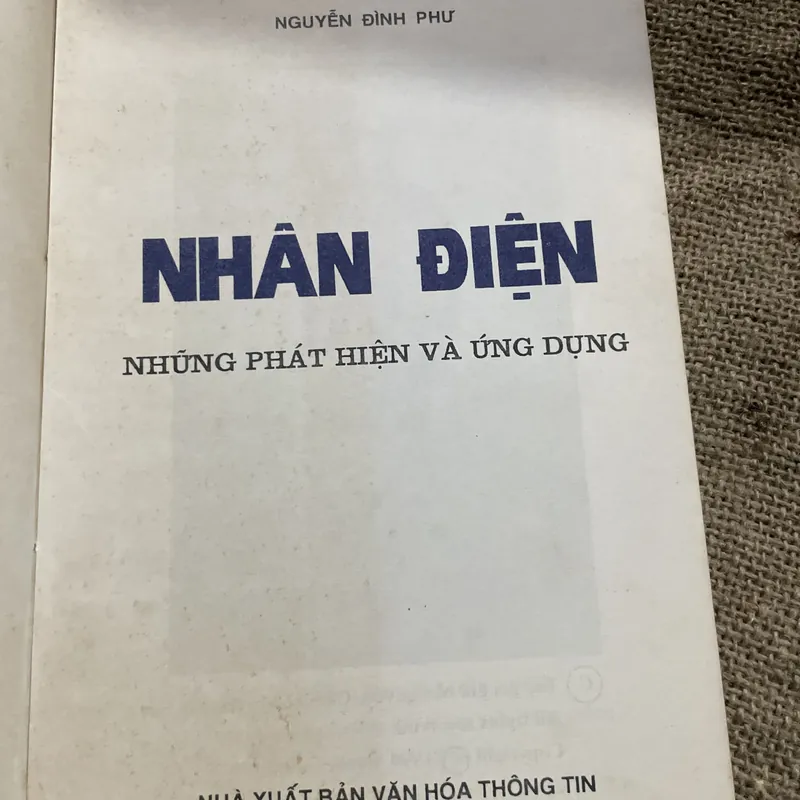 NGUYỄN ĐÌNH PHƯ
NHÂN ĐIỆN
NHỮNG PHÁT HIỆN VÀ ỨNG DỤNG
NHÀ XUẤT BẢN VĂN HÓA THÔNG TIN